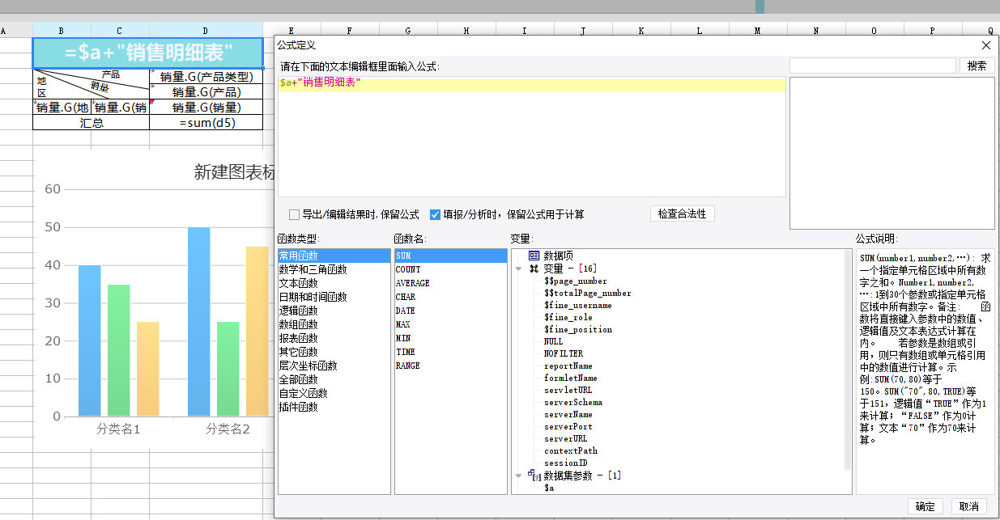 A B C D E F G H I J K L M N O P Q
=$a+"销售明细表"
产品
销量
地
区
销量.G(产品类型)
销量.G(产品)
销量.G(地 销量.G(销 销量.G(销量)
汇总 =sum(d5)
新建图表标
60
50
40
30
20
10
0
分类名1 分类名2
公式定义
请在下面的文本编辑框里面输入公式:
搜索
$a+"销售明细表"
导出/编辑结果时,保留公式 填报/分析时，保留公式用于计算 检查合法性
函数类型:
常用函数
数学和三角函数
文本函数
日期和时间函数
逻辑函数
数组函数
报表函数
其它函数
层次坐标函数
全部函数
自定义函数
插件函数
函数名:
SUM
COUNT
AVERAGE
CHAR
DATE
MAX
MIN
TIME
RANGE
变量:
数据项
变量 - [16]
$$page_number
$$totalPage_number
$fine_username
$fine_role
$fine_position
NULL
NOFILTER
reportName
formletName
servletURL
serverSchema
serverName
serverPort
serverURL
contextPath
sessionID
数据集参数 - [1]
$a
公式说明:
SUM(number1,number2,…): 求
一个指定单元格区域中所有数
字之和。Number1,number2,
…:1到30个参数或指定单元格
区域中所有数字。备注: 函
数将直接键入参数中的数值、
逻辑值及文本表达式计算在
内。 若参数是数组或引
用，则只有数组或单元格引用
中的数值进行计算。示
例:SUM(70,80)等于
150。SUM("70",80,TRUE)等
于151，逻辑值“TRUE”作为1
来计算；“FALSE”作为0计
算；文本“70”作为70来计
算。
确定 取消